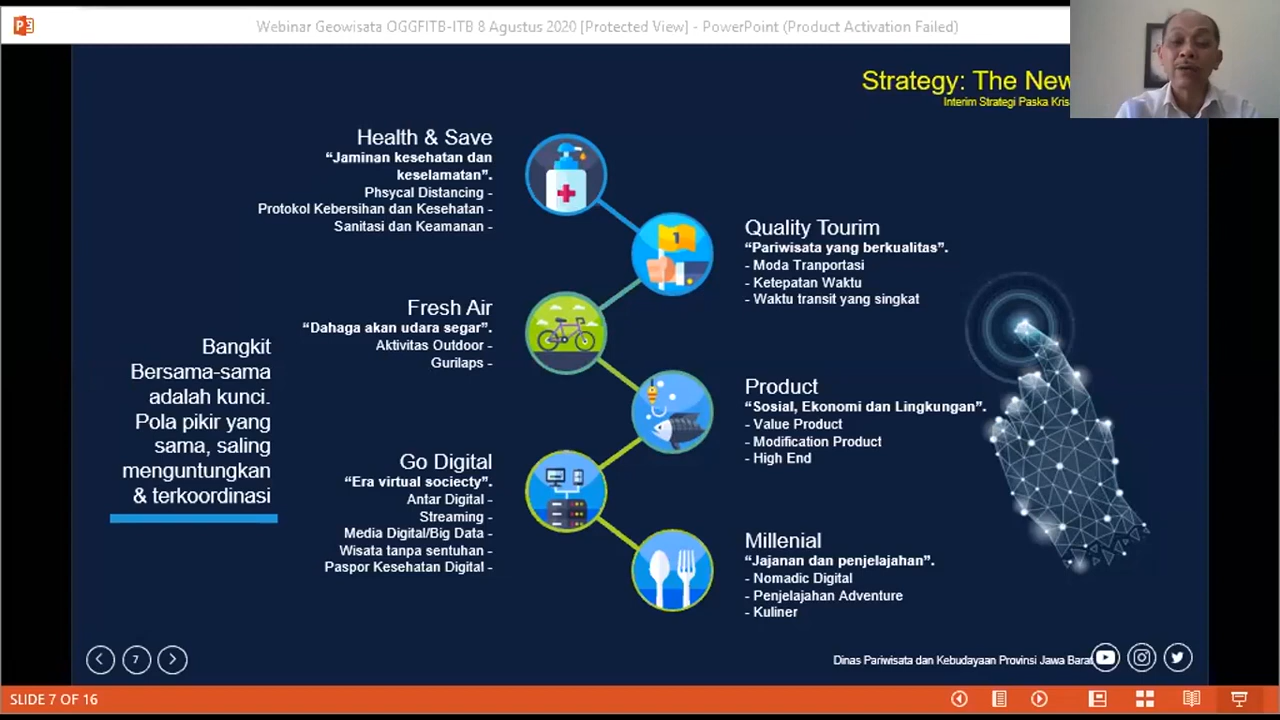 Webinar Geowisata OGGFITB-ITB 8 Agustus 2020 [Protected View] - PowerPoint (Product Activation Failed)
Strategy: The New
Interim Strategi Paska Kris
Health & Save
“Jaminan kesehatan dan
keselamatan”.
Phsycal Distancing -
Protokol Kebersihan dan Kesehatan -
Sanitasi dan Keamanan -
Quality Tourim
“Pariwisata yang berkualitas”.
- Moda Tranportasi
- Ketepatan Waktu
- Waktu transit yang singkat
Fresh Air
“Dahaga akan udara segar”.
Aktivitas Outdoor -
Gurilaps -
Bangkit
Bersama-sama
adalah kunci.
Pola pikir yang
sama, saling
menguntungkan
& terkoordinasi
Product
“Sosial, Ekonomi dan Lingkungan”.
- Value Product
- Modification Product
- High End
Go Digital
“Era virtual sociecty”.
Antar Digital -
Streaming -
Media Digital/Big Data -
Wisata tanpa sentuhan -
Paspor Kesehatan Digital -
Millenial
“Jajanan dan penjelajahan”.
- Nomadic Digital
- Penjelajahan Adventure
- Kuliner
1
7
Dinas Pariwisata dan Kebudayaan Provinsi Jawa Barat
SLIDE 7 OF 16